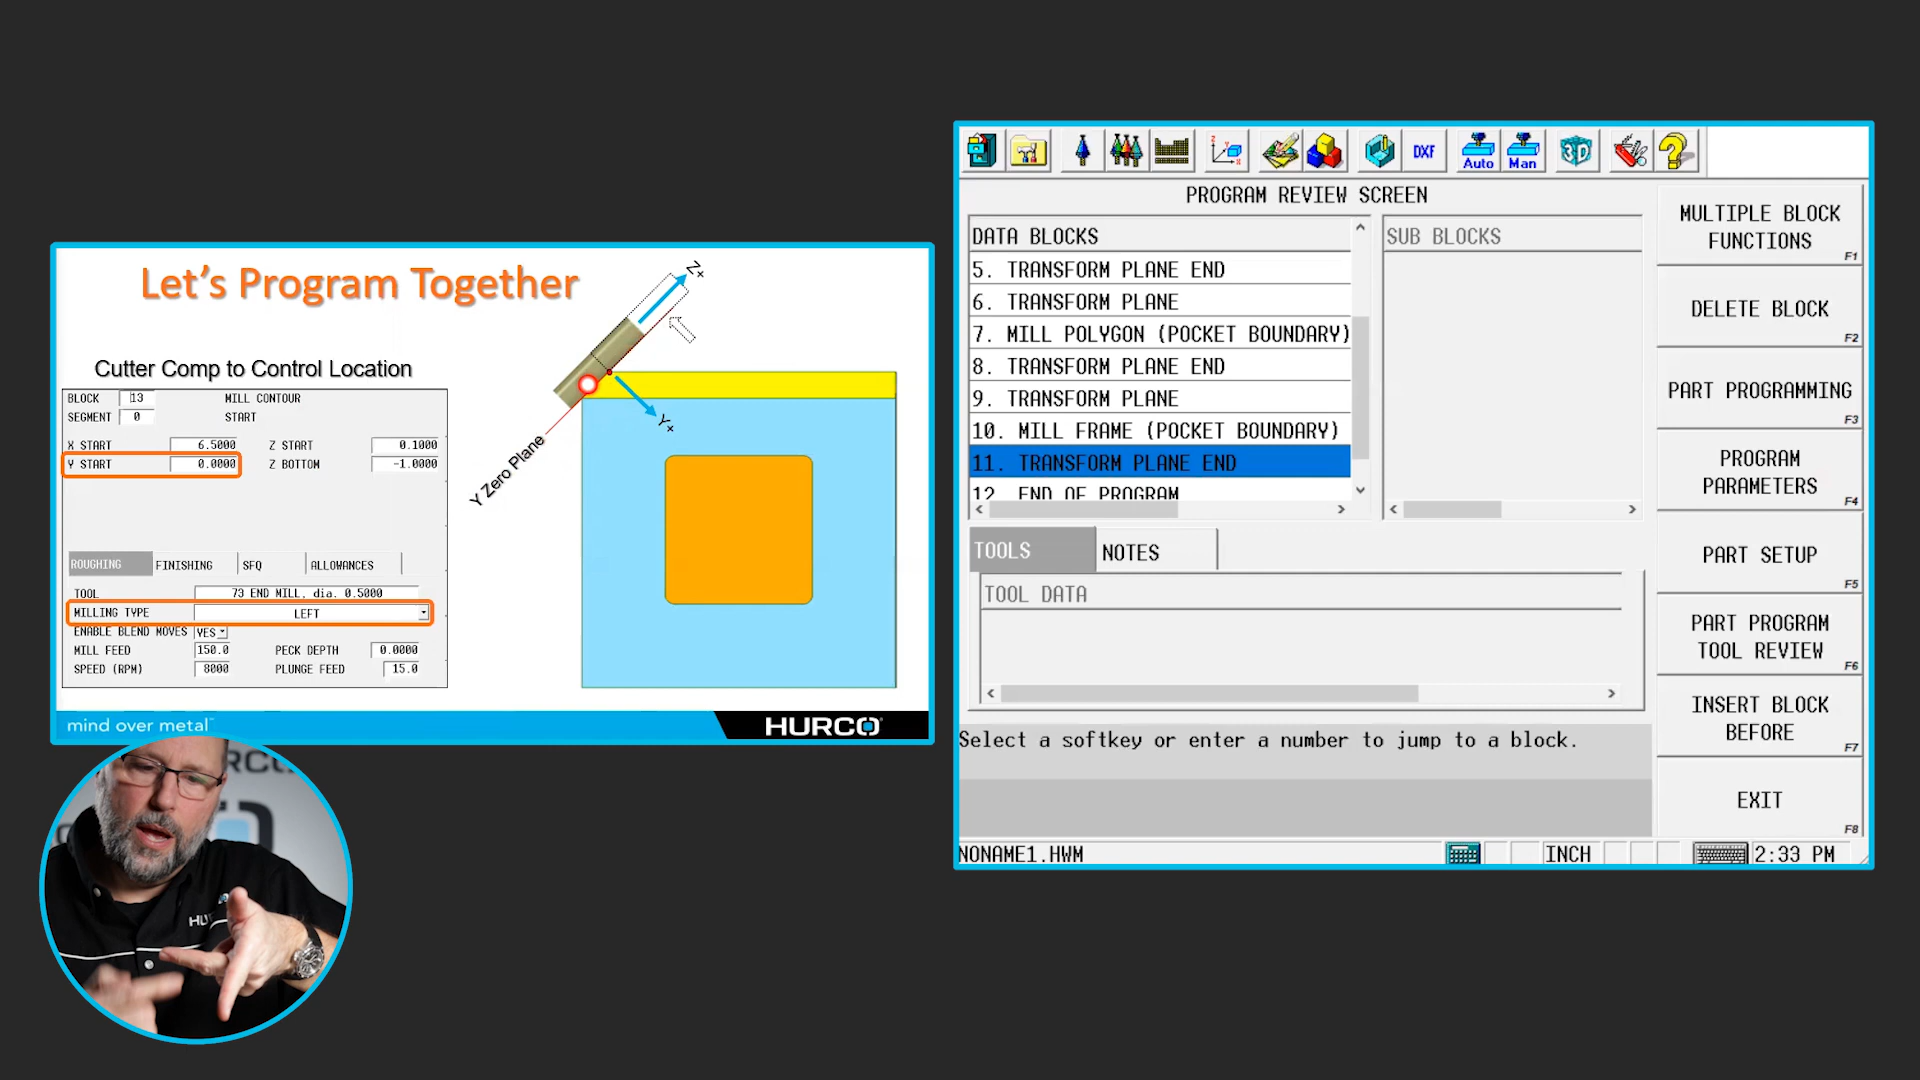 Let's Program Together
Cutter Comp to Control Location
BLOCK 13 MILL CONTOUR
SEGMENT 0 START
X START 6.5000 Z START 0.1000
Y START 0.0000 Z BOTTOM -1.0000
ROUGHING FINISHING SFQ ALLOWANCES
TOOL 73 END MILL, dia. 0.5000
MILLING TYPE LEFT
ENABLE BLEND MOVES YES
MILL FEED 150.0 PECK DEPTH 0.0000
SPEED (RPM) 8000 PLUNGE FEED 15.0
Z+
Y+
Y Zero Plane
mind over metal™
HURCO
Auto
Man
DXF
3D
PROGRAM REVIEW SCREEN
DATA BLOCKS
5. TRANSFORM PLANE END
6. TRANSFORM PLANE
7. MILL POLYGON (POCKET BOUNDARY)
8. TRANSFORM PLANE END
9. TRANSFORM PLANE
10. MILL FRAME (POCKET BOUNDARY)
11. TRANSFORM PLANE END
12. END OF PROGRAM
SUB BLOCKS
TOOLS
NOTES
TOOL DATA
Select a softkey or enter a number to jump to a block.
MULTIPLE BLOCK
FUNCTIONS
F1
DELETE BLOCK
F2
PART PROGRAMMING
F3
PROGRAM
PARAMETERS
F4
PART SETUP
F5
PART PROGRAM
TOOL REVIEW
F6
INSERT BLOCK
BEFORE
F7
EXIT
F8
NONAME1.HWM
INCH
2:33 PM